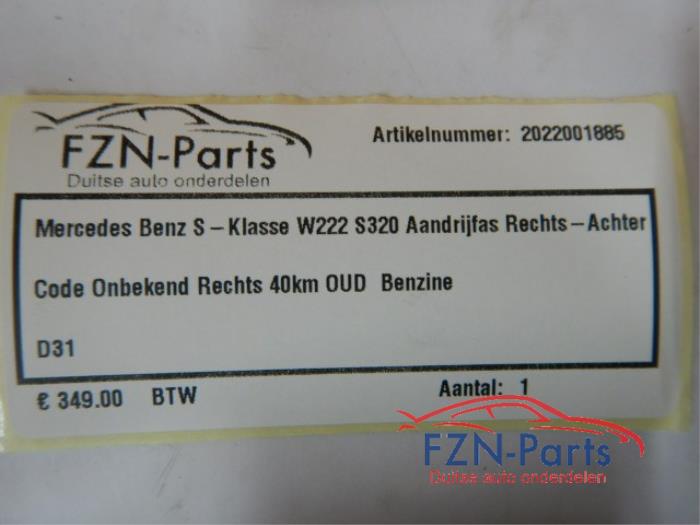 FZN-Parts
Duitse auto onderdelen
Artikelnummer: 2022001885
Mercedes Benz S-Klasse W222 S320 Aandrijfas Rechts-Achter
Code Onbekend Rechts 40km OUD Benzine
D31
€ 349.00 BTW
Aantal: 1
FZN-Parts
Duitse auto onderdelen